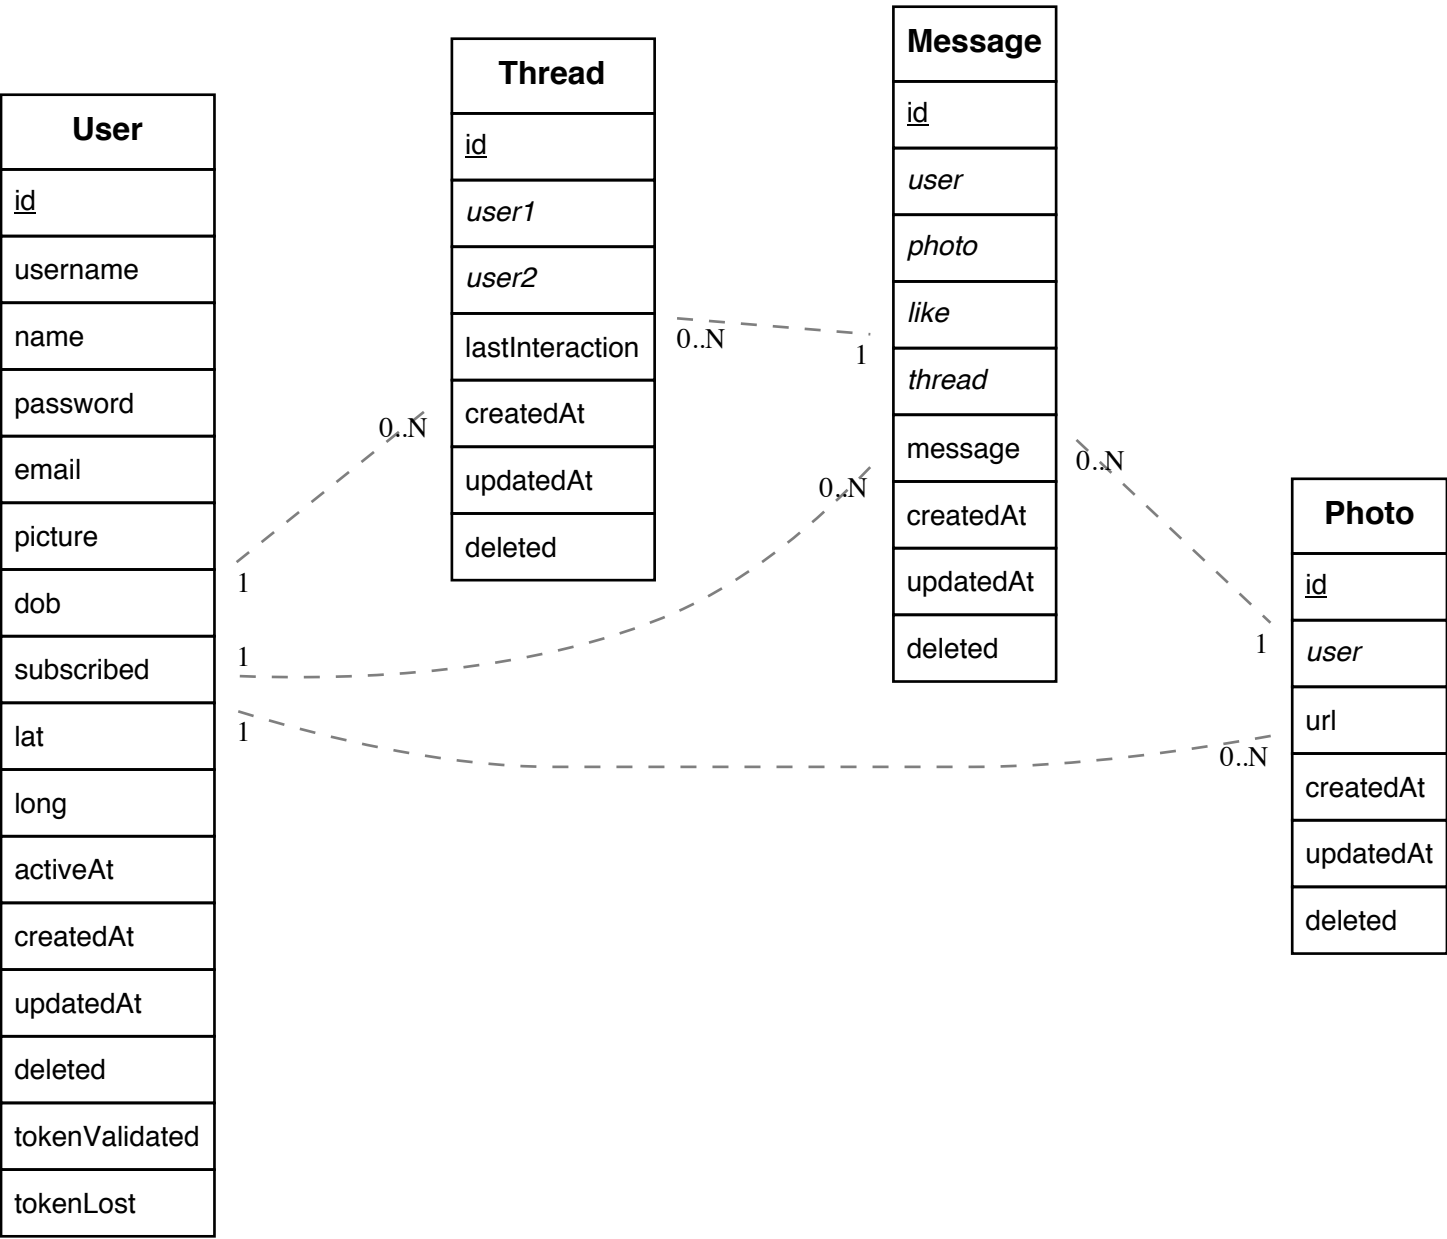 User
id
username
name
password
email
picture
dob
subscribed
lat
long
activeAt
createdAt
updatedAt
deleted
tokenValidated
tokenLost
Thread
id
user1
user2
lastInteraction
createdAt
updatedAt
deleted
Message
id
user
photo
like
thread
message
createdAt
updatedAt
deleted
Photo
id
user
url
createdAt
updatedAt
deleted
0..N
1
0..N
1
0..N
1
0..N
1
1
0..N